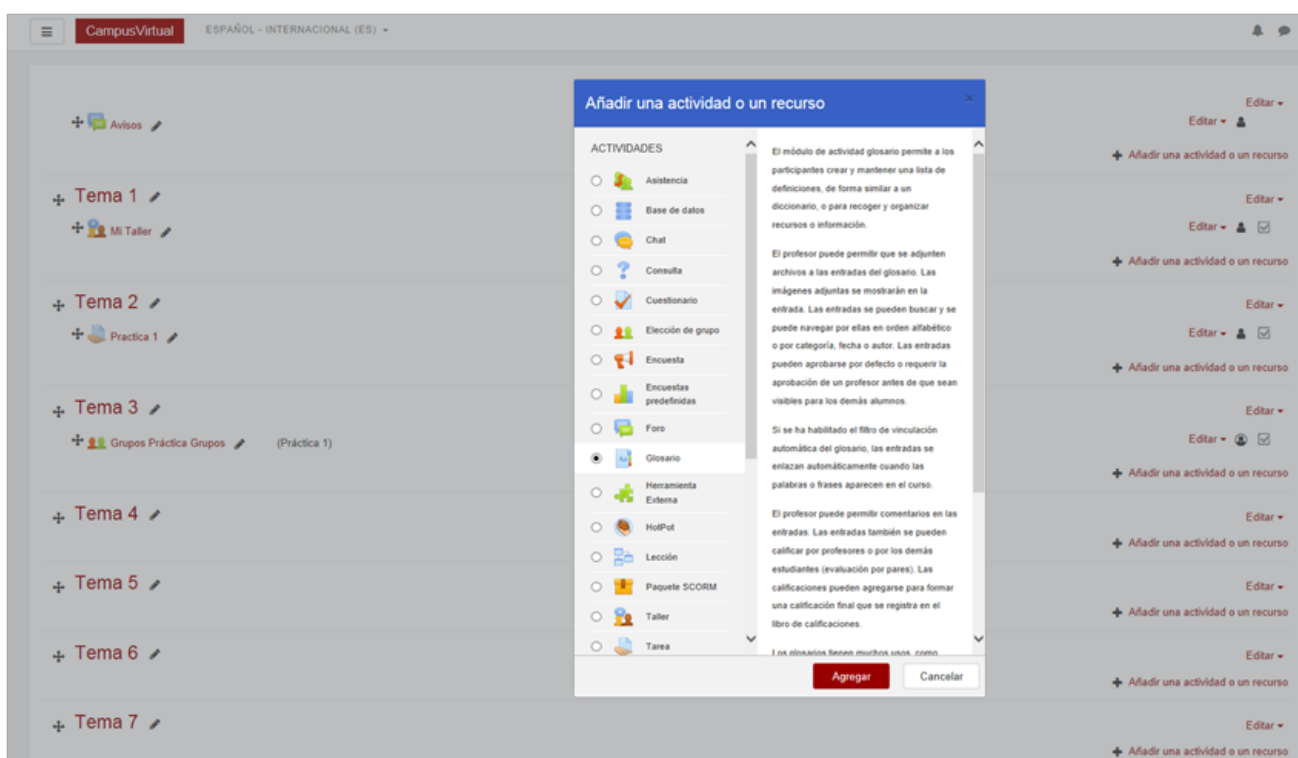 CampusVirtual
ESPAÑOL - INTERNACIONAL (ES)
Avisos
Editar
Editar
Añadir una actividad o un recurso
Tema 1
Editar
Mi Taller
Editar
Añadir una actividad o un recurso
Tema 2
Editar
Practica 1
Editar
Añadir una actividad o un recurso
Tema 3
Editar
Grupos Práctica Grupos
(Práctica 1)
Editar
Añadir una actividad o un recurso
Tema 4
Editar
Añadir una actividad o un recurso
Tema 5
Editar
Añadir una actividad o un recurso
Tema 6
Editar
Añadir una actividad o un recurso
Tema 7
Editar
Añadir una actividad o un recurso
Añadir una actividad o un recurso
×
ACTIVIDADES
Asistencia
Base de datos
Chat
Consulta
Cuestionario
Elección de grupo
Encuesta
Encuestas
predefinidas
Foro
Glosario
Herramienta
Externa
HotPot
Lección
Paquete SCORM
Taller
Tarea
El módulo de actividad glosario permite a los
participantes crear y mantener una lista de
definiciones, de forma similar a un
diccionario, o para recoger y organizar
recursos o información.
El profesor puede permitir que se adjunten
archivos a las entradas del glosario. Las
imágenes adjuntas se mostrarán en la
entrada. Las entradas se pueden buscar y se
puede navegar por ellas en orden alfabético
o por categoría, fecha o autor. Las entradas
pueden aprobarse por defecto o requerir la
aprobación de un profesor antes de que sean
visibles para los demás alumnos.
Si se ha habilitado el filtro de vinculación
automática del glosario, las entradas se
enlazan automáticamente cuando las
palabras o frases aparecen en el curso.
El profesor puede permitir comentarios en las
entradas. Las entradas también se pueden
calificar por profesores o por los demás
estudiantes (evaluación por pares). Las
calificaciones pueden agregarse para formar
una calificación final que se registra en el
libro de calificaciones.
Los glosarios tienen muchos usos, como
Agregar
Cancelar